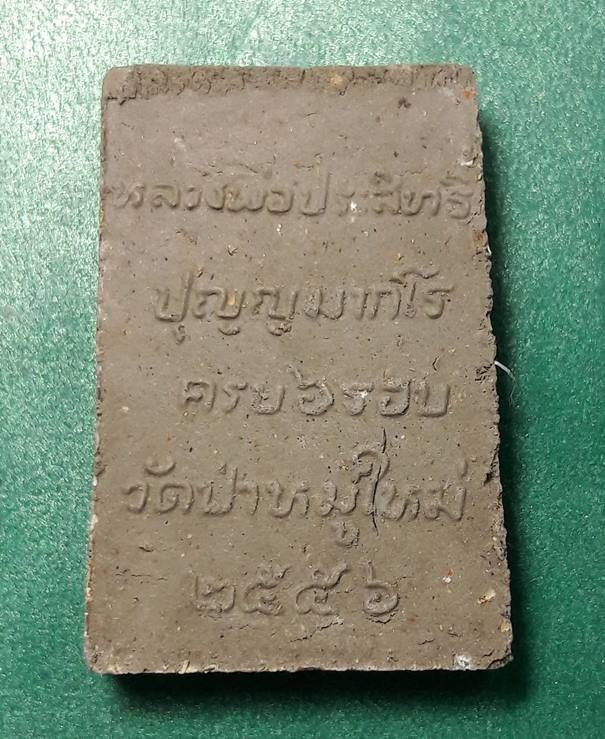 หลวงพ่อประสิทธิ์
ปุญญมากโร
ครบ๖รอบ
วัดป่าหมู่ใหม่
๒๕๕๖